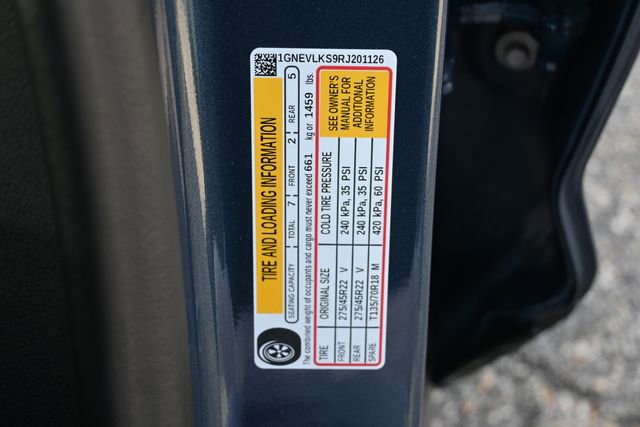 1GNEVLKS9RJ201126
TIRE AND LOADING INFORMATION
SEATING CAPACITY TOTAL 7 FRONT 2 REAR 5
The combined weight of occupants and cargo must never exceed 661 kg or 1459 lbs.
TIRE ORIGINAL SIZE COLD TIRE PRESSURE
FRONT 275/45R22 V 240 kPa, 35 PSI
REAR 275/45R22 V 240 kPa, 35 PSI
SPARE T135/70R18 M 420 kPa, 60 PSI
SEE OWNER'S
MANUAL FOR
ADDITIONAL
INFORMATION